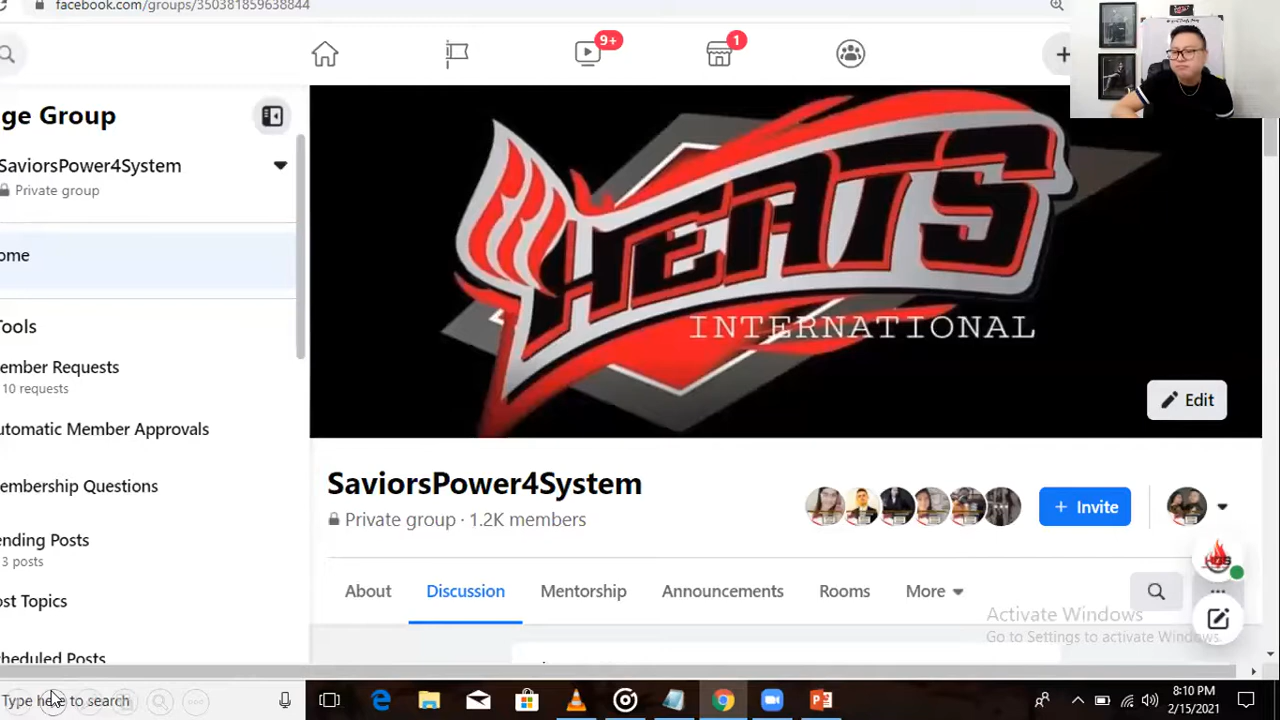 facebook.com/groups/350381859638844
9+
1
ge Group
SaviorsPower4System
Private group
ome
Tools
ember Requests
10 requests
utomatic Member Approvals
embership Questions
ending Posts
3 posts
ost Topics
cheduled Posts
HEATS
INTERNATIONAL
Edit
SaviorsPower4System
Private group · 1.2K members
+ Invite
About
Discussion
Mentorship
Announcements
Rooms
More
Activate Windows
Go to Settings to activate Windows.
Type here to search
8:10 PM
2/15/2021